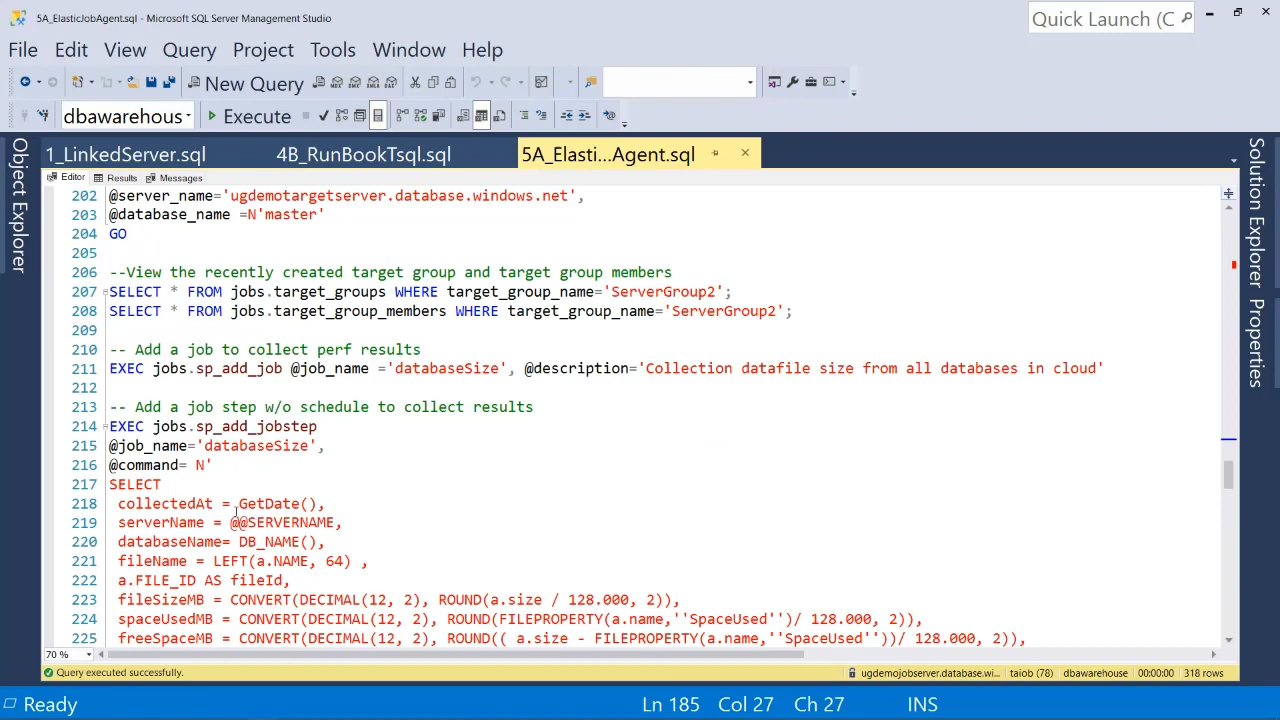 5A_ElasticJobAgent.sql - Microsoft SQL Server Management Studio
Quick Launch (C
File Edit View Query Project Tools Window Help
New Query
dbawarehous Execute
Object Explorer
1_LinkedServer.sql 4B_RunBookTsql.sql 5A_Elasti...Agent.sql
Editor Results Messages
202 @server_name='ugdemotargetserver.database.windows.net',
203 @database_name =N'master'
204 GO
205
206 --View the recently created target group and target group members
207 SELECT * FROM jobs.target_groups WHERE target_group_name='ServerGroup2';
208 SELECT * FROM jobs.target_group_members WHERE target_group_name='ServerGroup2';
209
210 -- Add a job to collect perf results
211 EXEC jobs.sp_add_job @job_name ='databaseSize', @description='Collection datafile size from all databases in cloud'
212
213 -- Add a job step w/o schedule to collect results
214 EXEC jobs.sp_add_jobstep
215 @job_name='databaseSize',
216 @command= N'
217 SELECT
218 collectedAt = GetDate(),
219 serverName = @@SERVERNAME,
220 databaseName= DB_NAME(),
221 fileName = LEFT(a.NAME, 64) ,
222 a.FILE_ID AS fileId,
223 fileSizeMB = CONVERT(DECIMAL(12, 2), ROUND(a.size / 128.000, 2)),
224 spaceUsedMB = CONVERT(DECIMAL(12, 2), ROUND(FILEPROPERTY(a.name,''SpaceUsed'')/ 128.000, 2)),
225 freeSpaceMB = CONVERT(DECIMAL(12, 2), ROUND(( a.size - FILEPROPERTY(a.name,''SpaceUsed''))/ 128.000, 2)),
Solution Explorer
Properties
70 %
Query executed successfully. ugdemojobserver.database.wi... taiob (78) dbawarehouse 00:00:00 318 rows
Ready Ln 185 Col 27 Ch 27 INS